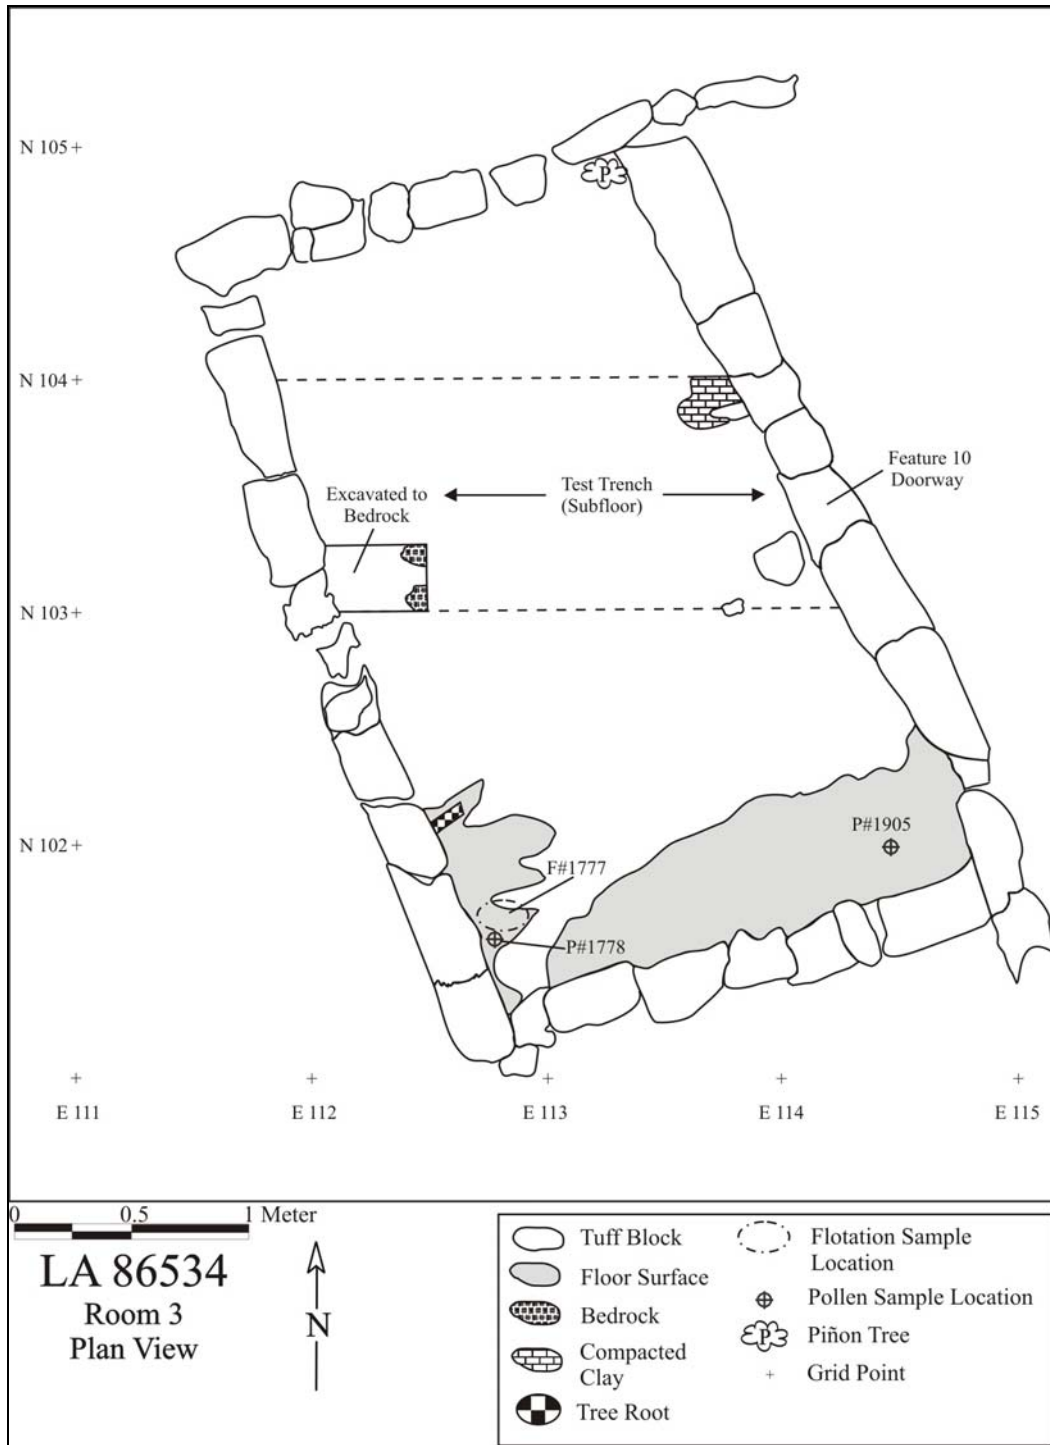 N 105
P
N 104
Feature 10
Doorway
Excavated to
Bedrock
Test Trench
(Subfloor)
N 103
P#1905
N 102
F#1777
P#1778
E 111
E 112
E 113
E 114
E 115
0 0.5 1 Meter
LA 86534
Room 3
Plan View
N
Tuff Block
Floor Surface
Bedrock
Compacted
Clay
Tree Root
Flotation Sample
Location
Pollen Sample Location
P
Piñon Tree
Grid Point